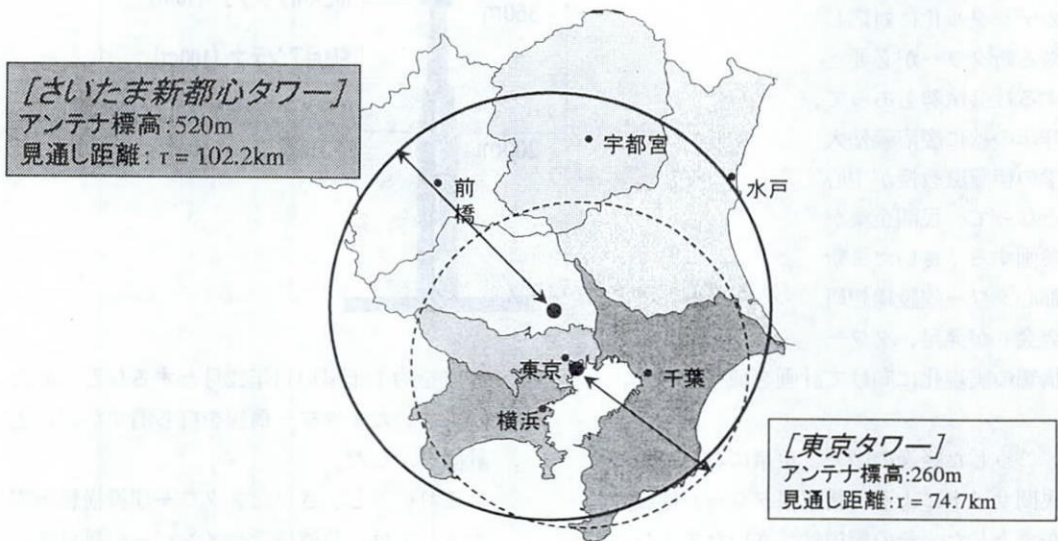 [さいたま新都心タワー]
アンテナ標高:520m
見通し距離: r = 102.2km
宇都宮
前橋
水戸
東京
千葉
横浜
[東京タワー]
アンテナ標高:260m
見通し距離:r = 74.7km